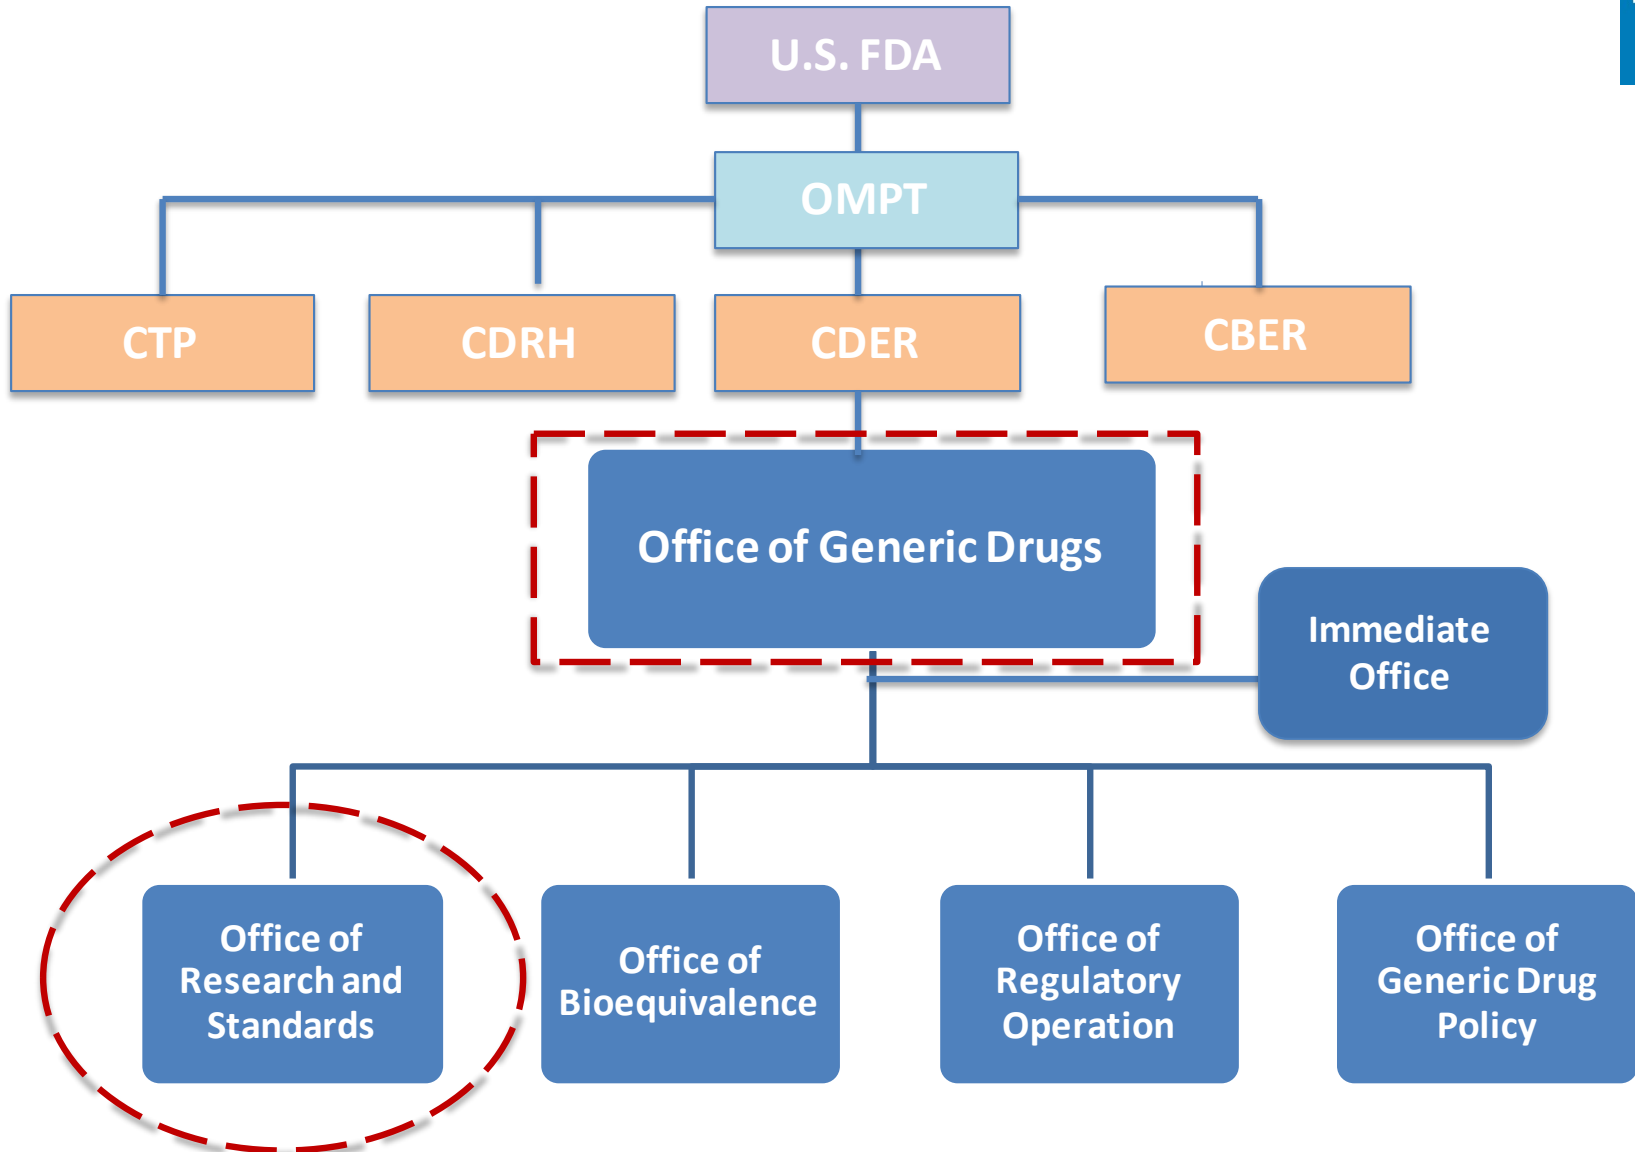 U.S. FDA
OMPT
CTP
CDRH
CDER
CBER
Office of Generic Drugs
Immediate
Office
Office of
Research and
Standards
Office of
Bioequivalence
Office of
Regulatory
Operation
Office of
Generic Drug
Policy